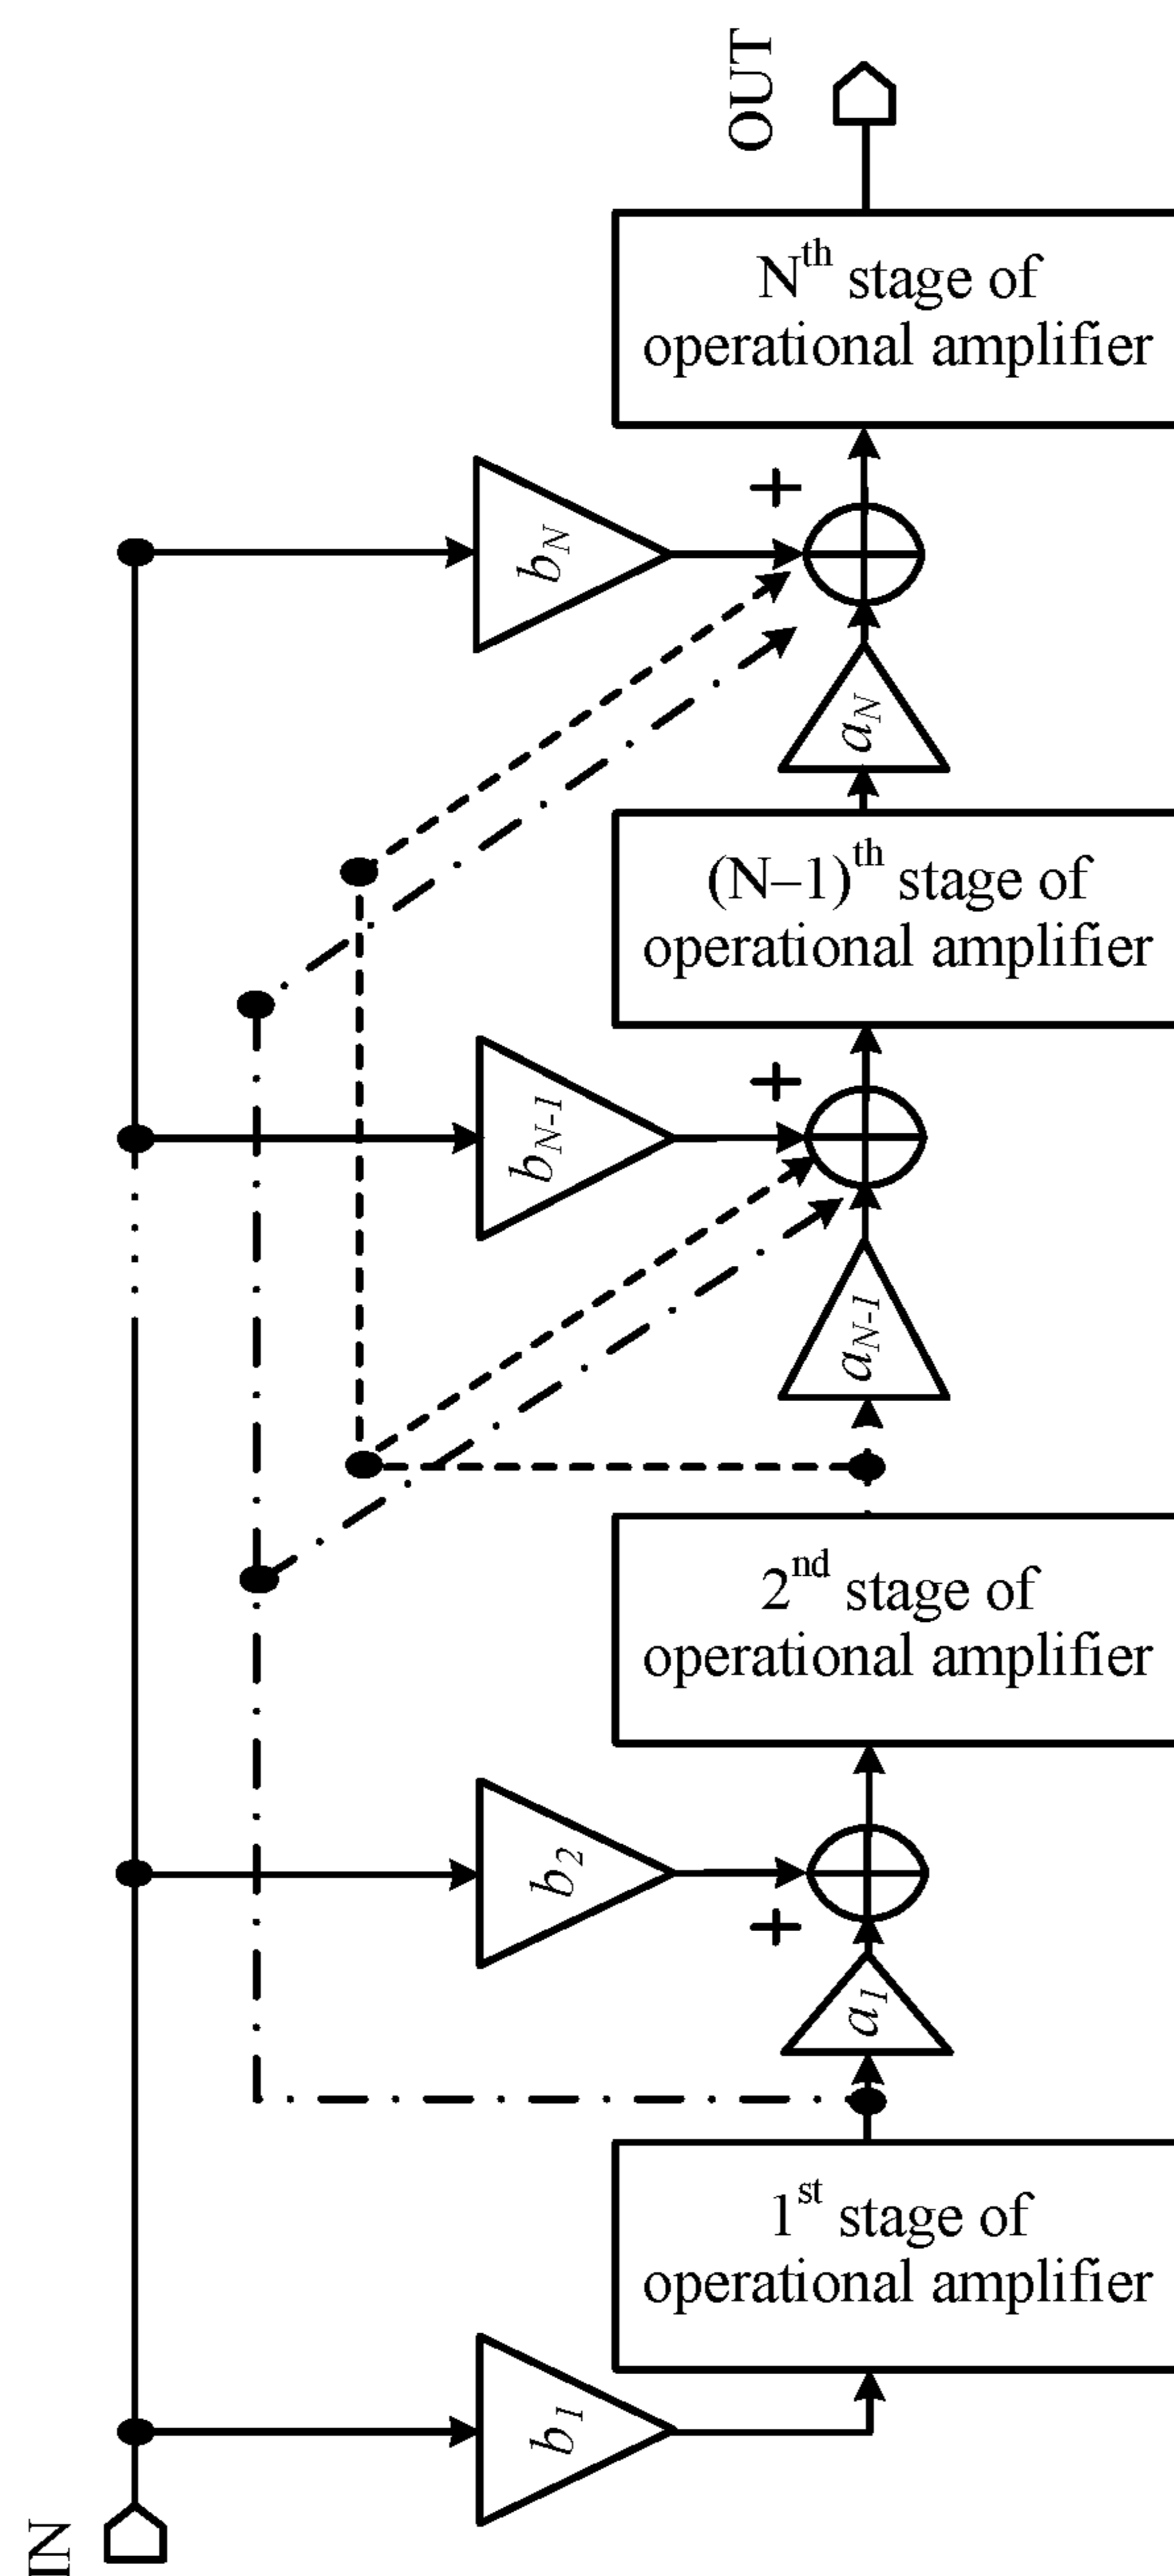 OUT
Nth stage of
operational amplifier
+
bN
aN
(N–1)th stage of
operational amplifier
+
bN-1
aN-1
2nd stage of
operational amplifier
b2
+
a1
1st stage of
operational amplifier
b1
IN